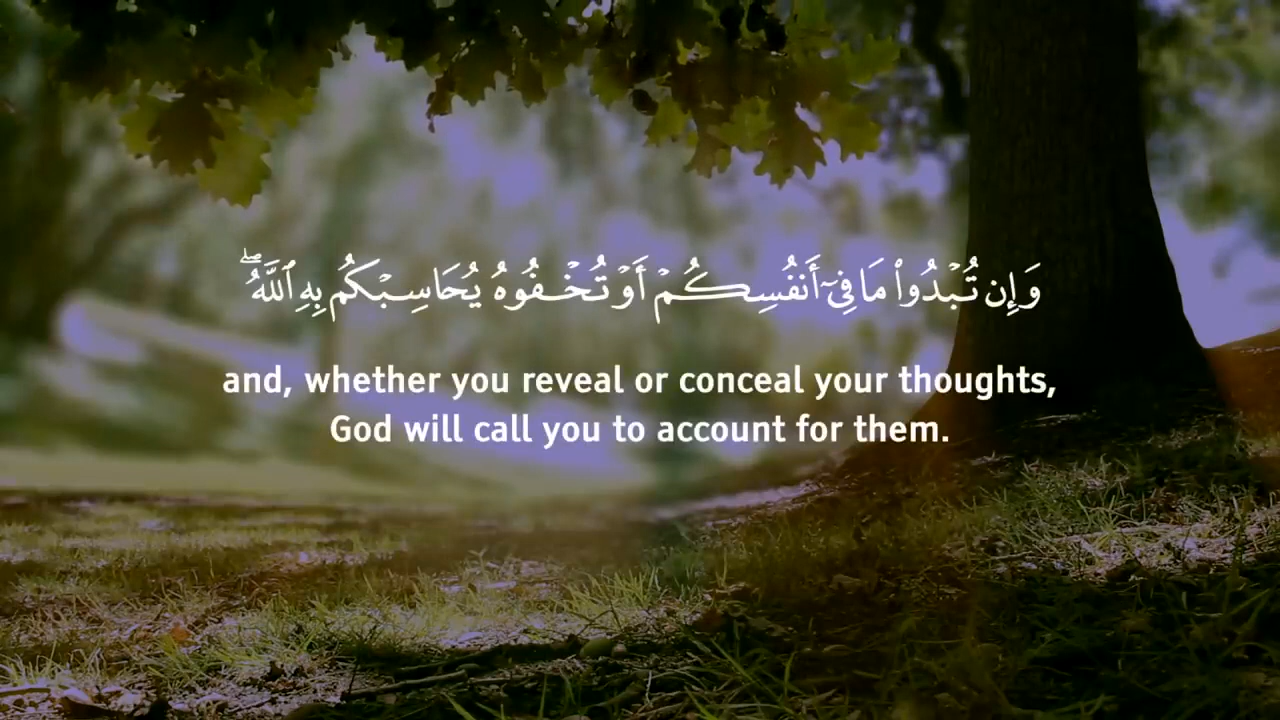 وَإِن تُبْدُوا۟ مَا فِىٓ أَنفُسِكُمْ أَوْ تُخْفُوهُ يُحَاسِبْكُم بِهِ ٱللَّهُ ۖ
and, whether you reveal or conceal your thoughts,
God will call you to account for them.